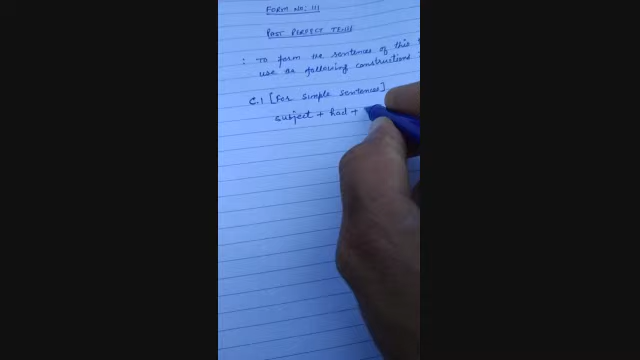 FORM NO: III
PAST PERFECT TENSE
: To form the sentences of this
use as following constructions
C.1 [For simple sentences]
subject + had +